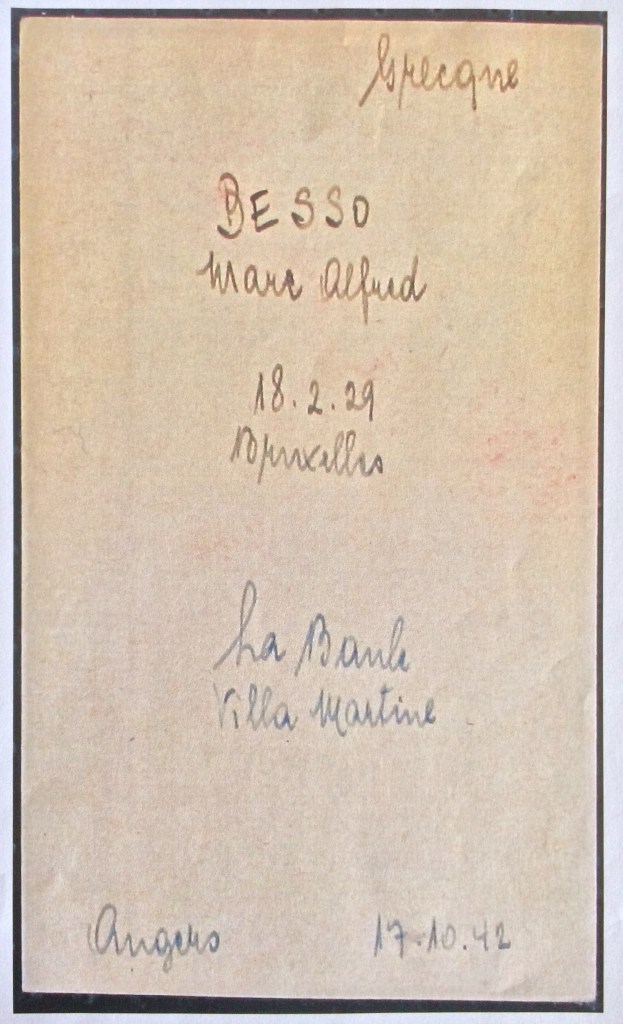 Grecque
BESSO
Marc Alfred
18.2.29
Bruxelles
La Baule
Villa Martine
Angers 17.10.42